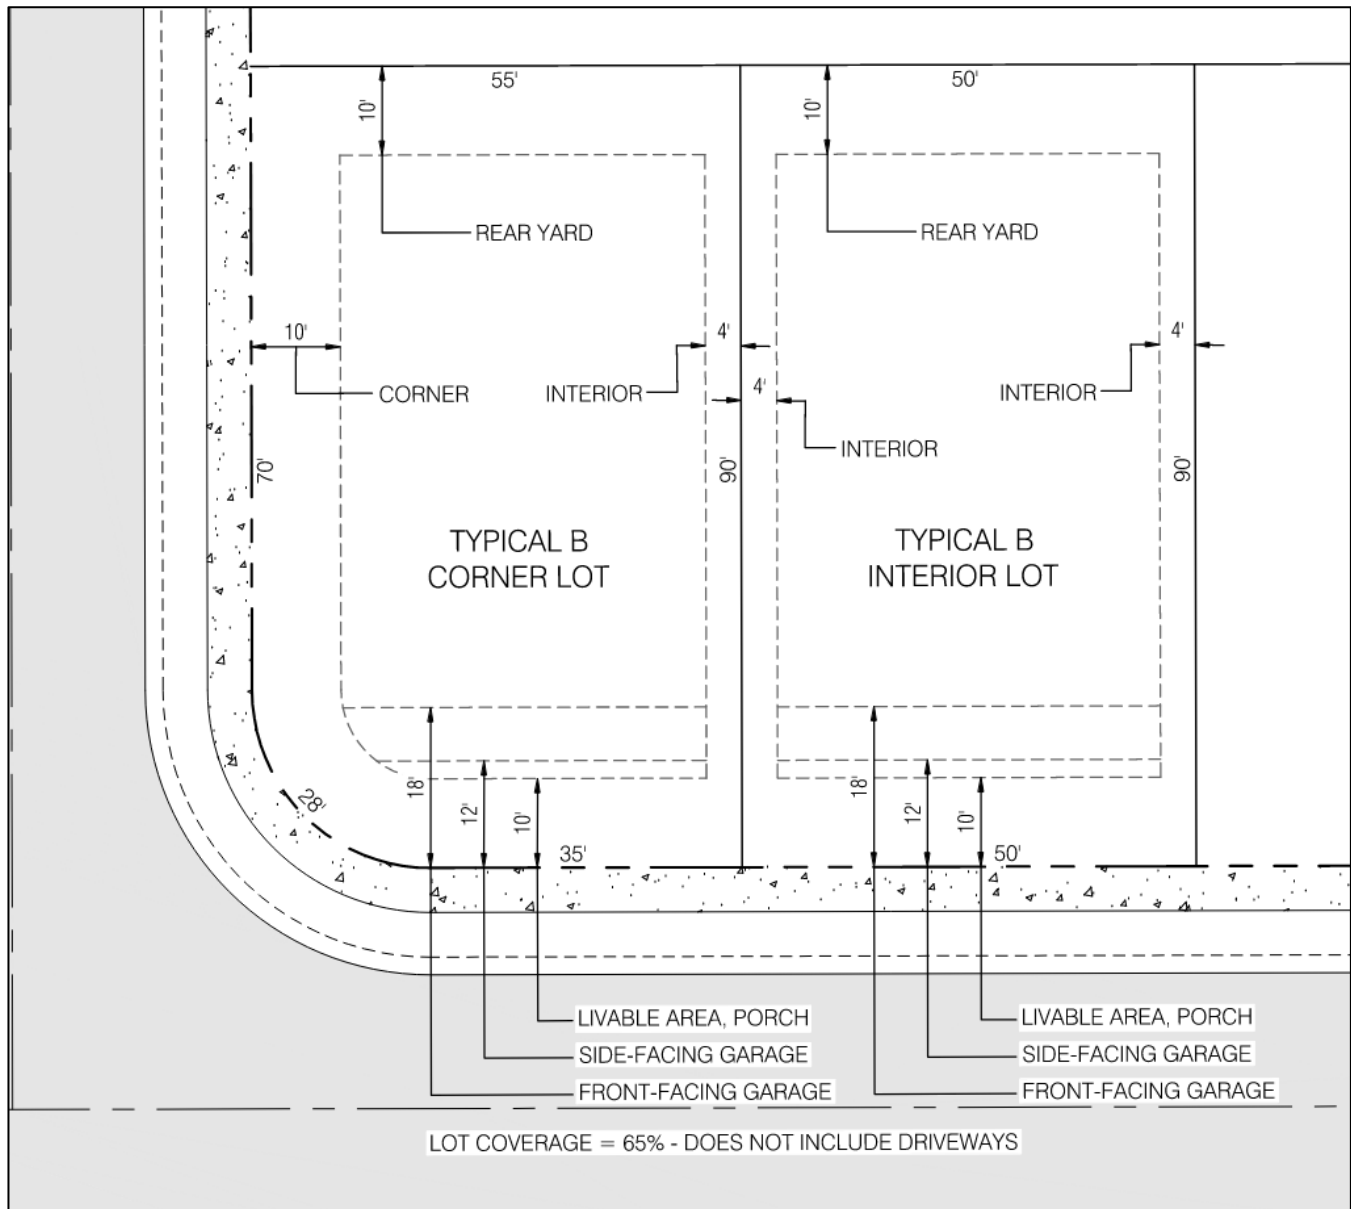 55'
50'
10'
10'
REAR YARD
REAR YARD
10'
4'
4'
CORNER
INTERIOR
4'
INTERIOR
INTERIOR
70'
90'
90'
TYPICAL B
CORNER LOT
TYPICAL B
INTERIOR LOT
28'
18'
12'
10'
35'
18'
12'
10'
50'
LIVABLE AREA, PORCH
SIDE-FACING GARAGE
FRONT-FACING GARAGE
LIVABLE AREA, PORCH
SIDE-FACING GARAGE
FRONT-FACING GARAGE
LOT COVERAGE = 65% - DOES NOT INCLUDE DRIVEWAYS